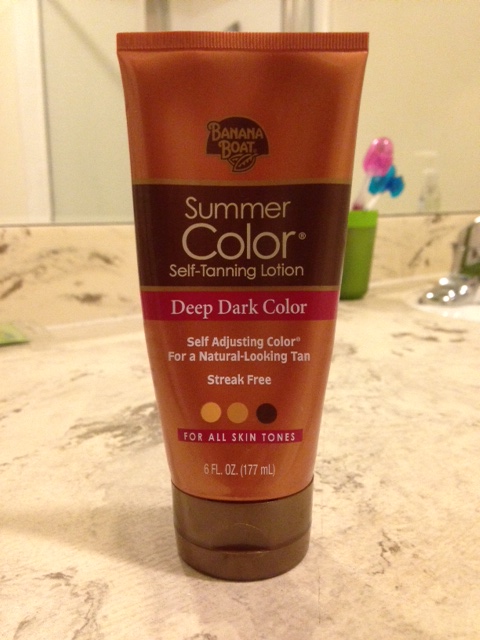 BANANA
BOAT
Summer
Color®
Self-Tanning Lotion
Deep Dark Color
Self Adjusting Color®
For a Natural-Looking Tan
Streak Free
FOR ALL SKIN TONES
6 FL. OZ. (177 mL)